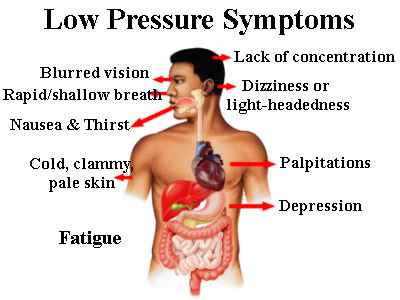 Low Pressure Symptoms
Lack of concentration
Blurred vision
Dizziness or
light-headedness
Rapid/shallow breath
Nausea & Thirst
Cold, clammy,
pale skin
Palpitations
Depression
Fatigue